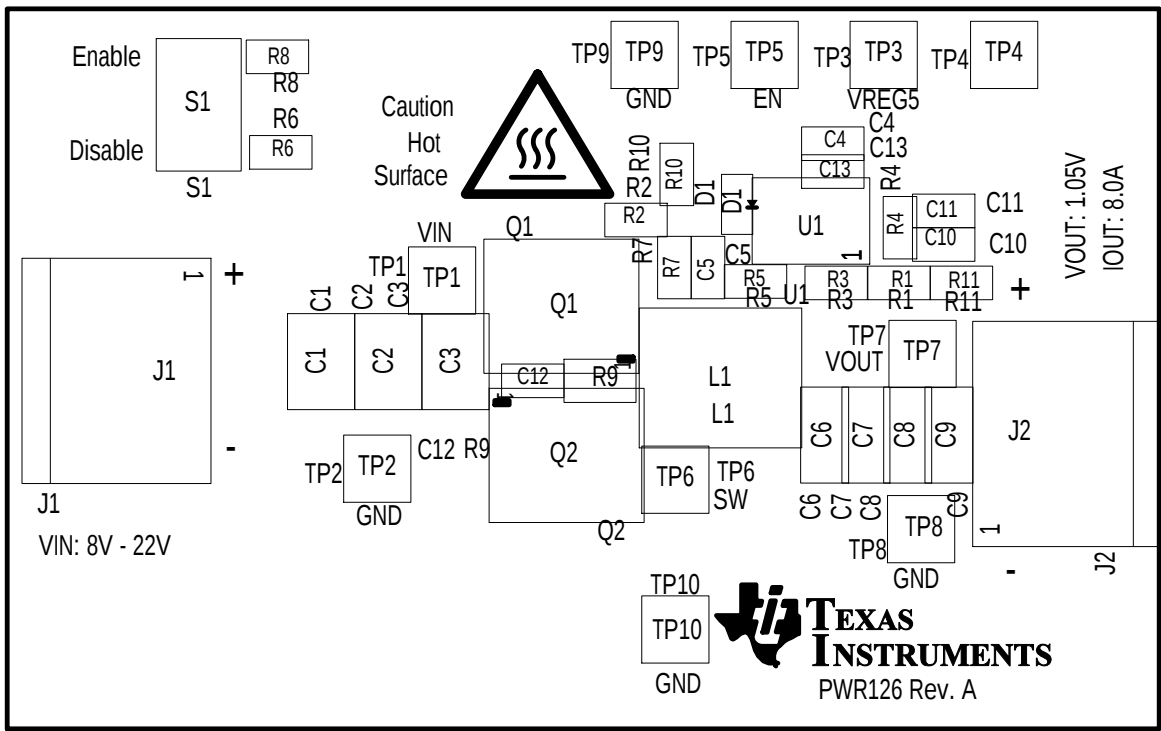 Enable
R8
R8
S1
R6
Disable
R6
S1
Caution
Hot
Surface
TP9
TP9
GND
TP5
TP5
EN
TP3
TP3
VREG5
TP4
TP4
C4
C4
C13
C13
R10
R10
R2
R2
D1
D1
U1
1
U1
R4
R4
C11
C11
C10
C10
VOUT: 1.05V
IOUT: 8.0A
R7
R7
C5
C5
R5
R5
R3
R3
R1
R1
R11
R11
+
VIN
TP1
TP1
Q1
Q1
1
+
J1
1
-
J1
VIN: 8V - 22V
C1
C2
C3
C1
C2
C3
C12
R9
L1
L1
TP7
VOUT
TP7
TP2
TP2
GND
C12
R9
1
Q2
Q2
TP6
TP6
SW
C6
C7
C8
C9
C6
C7
C8
C9
TP8
TP8
GND
J2
1
-
J2
TP10
TP10
GND
TEXAS
INSTRUMENTS
PWR126 Rev. A